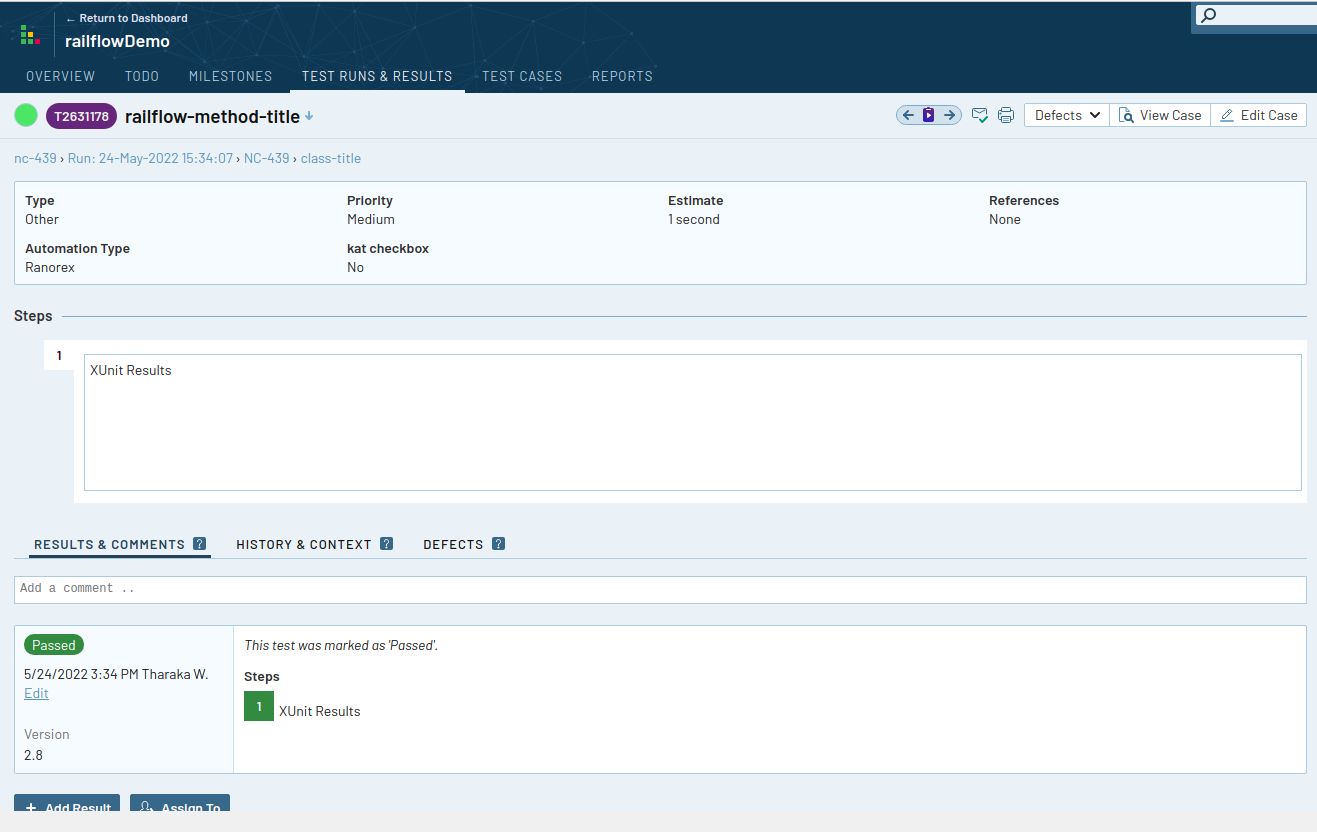 ← Return to Dashboard
railflowDemo
OVERVIEW TODO MILESTONES TEST RUNS & RESULTS TEST CASES REPORTS
T2631178 railflow-method-title
Defects View Case Edit Case
nc-439 › Run: 24-May-2022 15:34:07 › NC-439 › class-title
Type Priority Estimate References
Other Medium 1 second None
Automation Type kat checkbox
Ranorex No
Steps
1
XUnit Results
RESULTS & COMMENTS ? HISTORY & CONTEXT ? DEFECTS ?
Add a comment ..
Passed This test was marked as 'Passed'.
5/24/2022 3:34 PM Tharaka W. Steps
Edit
1 XUnit Results
Version
2.8
+ Add Result Assign To